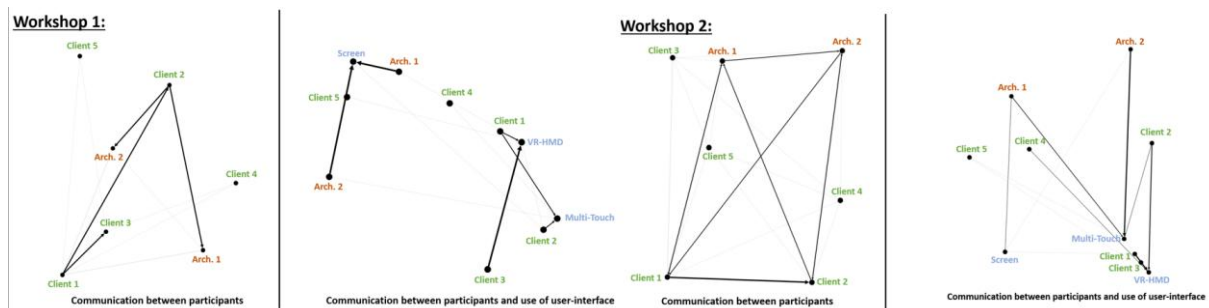 Workshop 1:
Client 5
Client 2
Arch. 2
Client 4
Client 3
Arch. 1
Client 1
Communication between participants
Screen
Arch. 1
Client 5
Client 4
Client 1
VR-HMD
Arch. 2
Multi-Touch
Client 2
Client 3
Communication between participants and use of user-interface
Workshop 2:
Arch. 2
Client 3
Arch. 1
Client 5
Client 4
Client 1
Client 2
Communication between participants
Arch. 2
Arch. 1
Client 2
Client 4
Client 5
Multi-Touch
Client 1
Screen
Client 3
VR-HMD
Communication between participants and use of user-interface